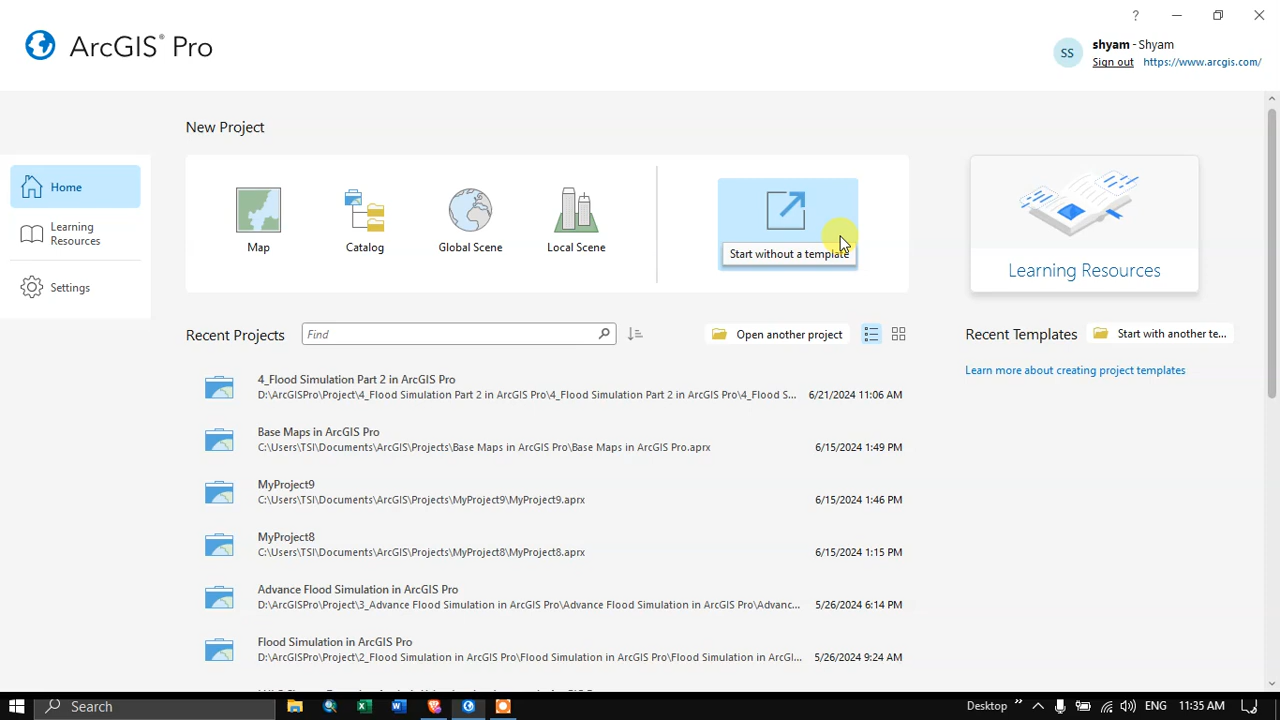 ?
ArcGIS® Pro
SS
shyam - Shyam
Sign out https://www.arcgis.com/
New Project
Home
Learning
Resources
Settings
Map
Catalog
Global Scene
Local Scene
Start without a template
Learning Resources
Recent Projects
Find
Open another project
Recent Templates
Start with another te...
Learn more about creating project templates
4_Flood Simulation Part 2 in ArcGIS Pro
D:\ArcGISPro\Project\4_Flood Simulation Part 2 in ArcGIS Pro\4_Flood Simulation Part 2 in ArcGIS Pro\4_Flood S... 6/21/2024 11:06 AM
Base Maps in ArcGIS Pro
C:\Users\TSI\Documents\ArcGIS\Projects\Base Maps in ArcGIS Pro\Base Maps in ArcGIS Pro.aprx 6/15/2024 1:49 PM
MyProject9
C:\Users\TSI\Documents\ArcGIS\Projects\MyProject9\MyProject9.aprx 6/15/2024 1:46 PM
MyProject8
C:\Users\TSI\Documents\ArcGIS\Projects\MyProject8\MyProject8.aprx 6/15/2024 1:15 PM
Advance Flood Simulation in ArcGIS Pro
D:\ArcGISPro\Project\3_Advance Flood Simulation in ArcGIS Pro\Advance Flood Simulation in ArcGIS Pro\Advanc... 5/26/2024 6:14 PM
Flood Simulation in ArcGIS Pro
D:\ArcGISPro\Project\2_Flood Simulation in ArcGIS Pro\Flood Simulation in ArcGIS Pro\Flood Simulation in ArcGI... 5/26/2024 9:24 AM
Search
Desktop
ENG
11:35 AM